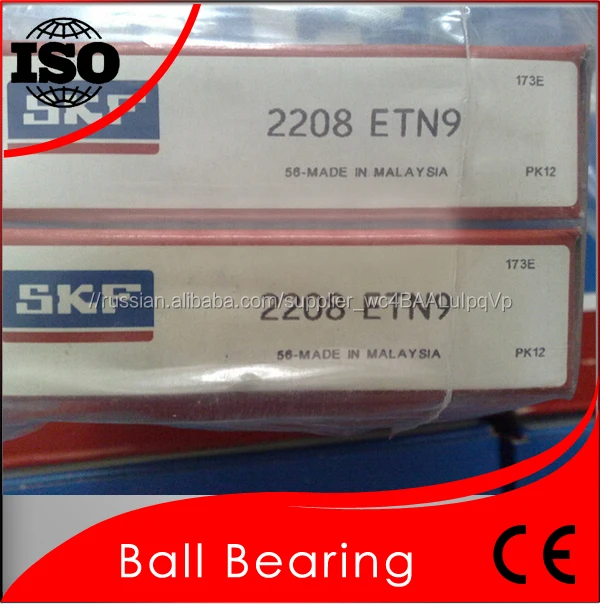 ISO
173E
SKF
2208 ETN9
56-MADE IN MALAYSIA
PK12
173E
SKF
2208 ETN9
//russian.alibaba.com/supplier_wc4BAAQulpqVp
56-MADE IN MALAYSIA
PK12
Ball Bearing
CE